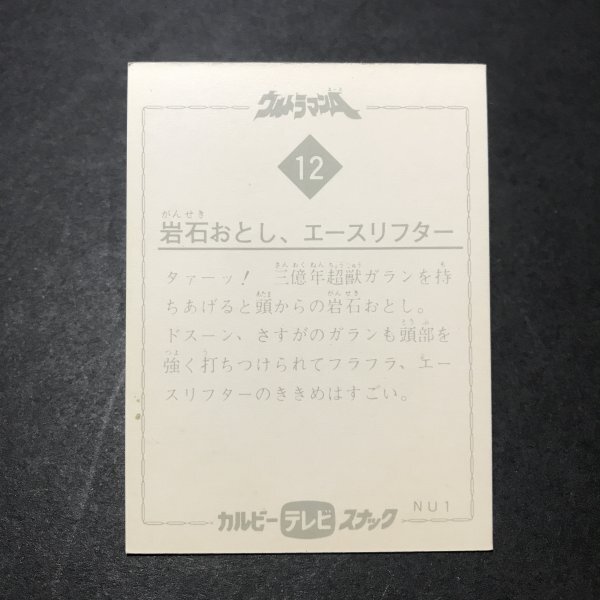 ウルトラマンA
12
岩石おとし、エースリフター
タァーッ! 三億年超獣ガランを持
ちあげると頭からの岩石おとし。
ドスーン、さすがのガランも頭部を
強く打ちつけられてフラフラ、エー
スリフターのききめはすごい。
NU1
カルビーテレビスナック